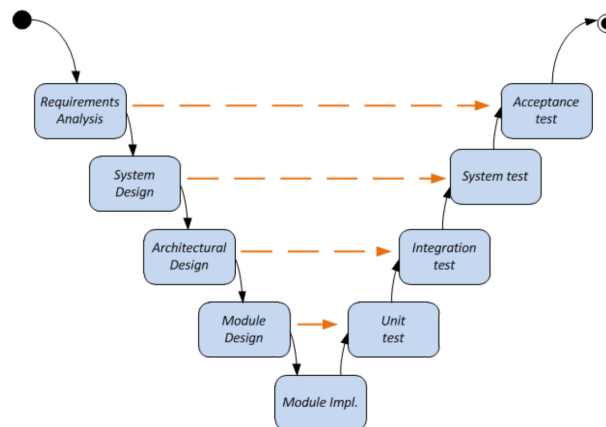 Requirements
Analysis
Acceptance
test
System
Design
System test
Architectural
Design
Integration
test
Module
Design
Unit
test
Module Impl.